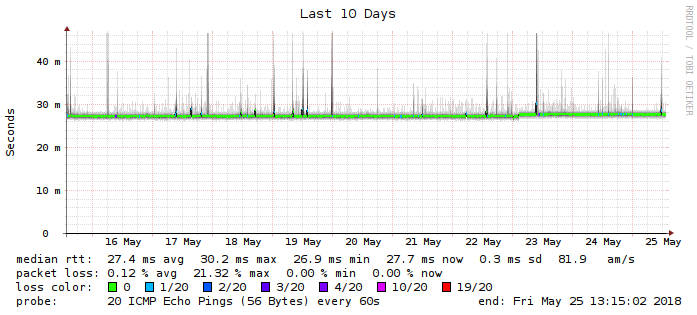 Last 10 Days
RRDTOOL / TOBI OETIKER
Seconds
40 m
30 m
20 m
10 m
0
16 May 17 May 18 May 19 May 20 May 21 May 22 May 23 May 24 May 25 May
median rtt: 27.4 ms avg 30.2 ms max 26.9 ms min 27.7 ms now 0.3 ms sd 81.9 am/s
packet loss: 0.12 % avg 21.32 % max 0.00 % min 0.00 % now
loss color: 0 1/20 2/20 3/20 4/20 10/20 19/20
probe: 20 ICMP Echo Pings (56 Bytes) every 60s end: Fri May 25 13:15:02 2018